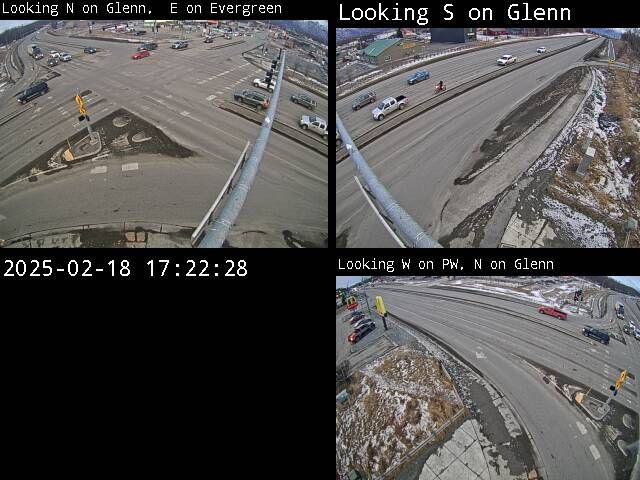 Looking N on Glenn,  E on Evergreen
Looking S on Glenn
2025-02-18 17:22:28
Looking W on PW, N on Glenn